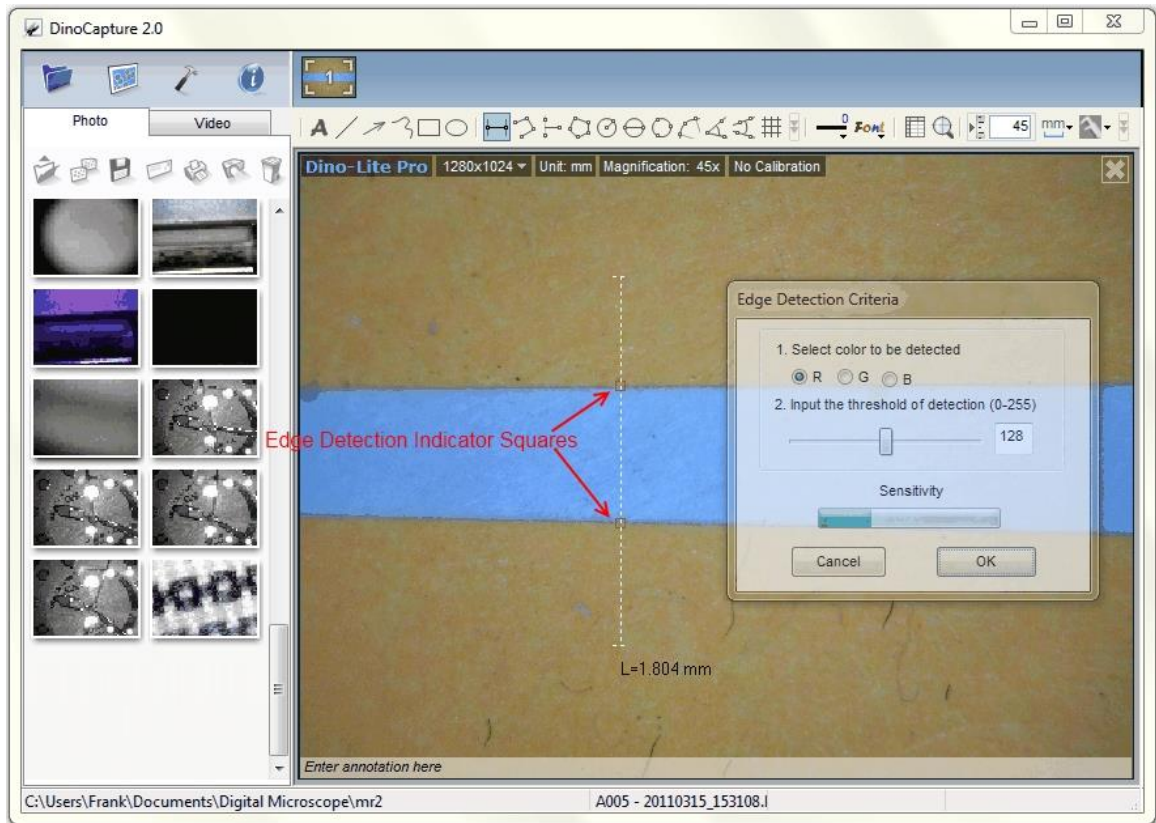 DinoCapture 2.0
1
Photo
Video
A
0
Font
45
mm
Dino-Lite Pro
1280x1024
Unit: mm
Magnification: 45x
No Calibration
Edge Detection Criteria
1. Select color to be detected
R G B
2. Input the threshold of detection (0-255)
128
Edge Detection Indicator Squares
Sensitivity
Cancel
OK
L=1.804 mm
Enter annotation here
C:\Users\Frank\Documents\Digital Microscope\mr2
A005 - 20110315_153108.